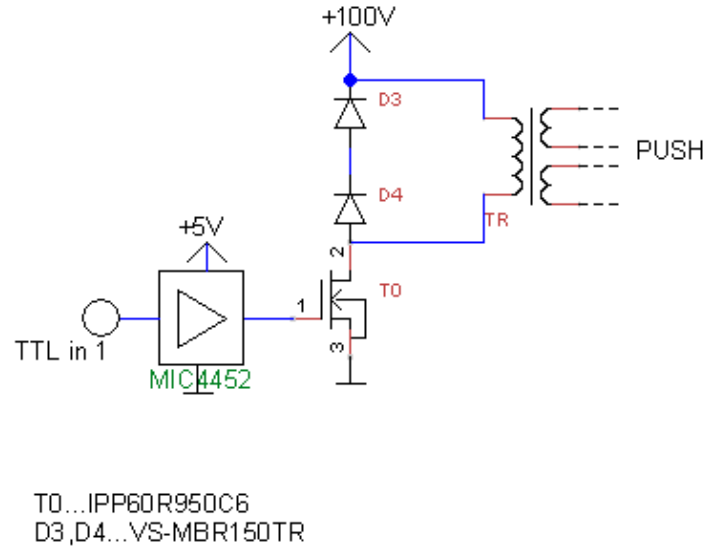 +100V
D3
PUSH
D4
TR
+5V
2
T0
1
TTL in 1
3
MIC4452
T0...IPP60R950C6
D3,D4...VS-MBR150TR